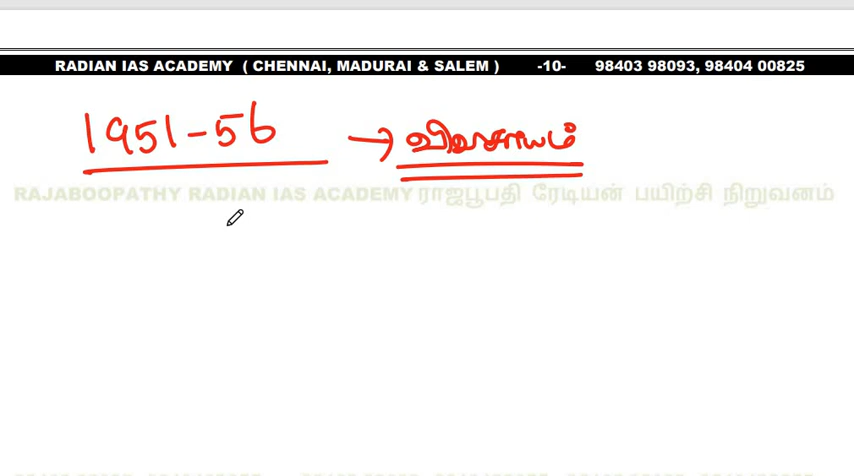 RADIAN IAS ACADEMY ( CHENNAI, MADURAI & SALEM ) -10- 98403 98093, 98404 00825
1951-56 → விவசாயம்
RAJABOOPATHY RADIAN IAS ACADEMY ராஜபூபதி ரேடியன் பயிற்சி நிறுவனம்